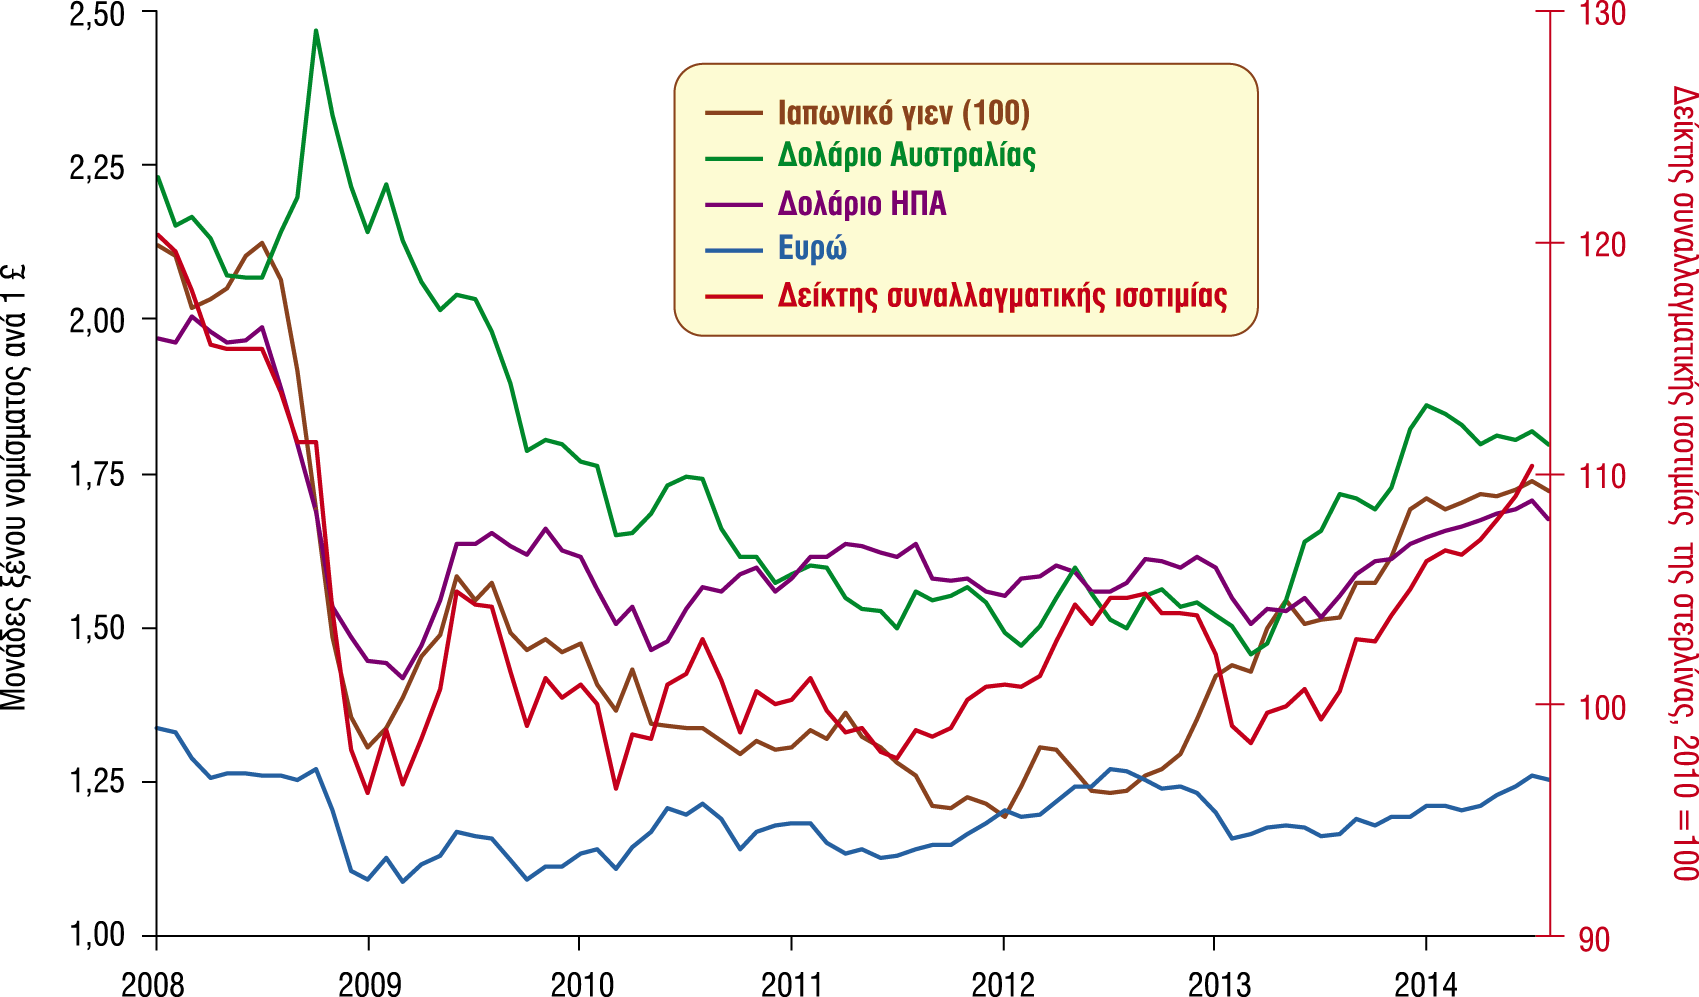 Μονάδες ξένου νομίσματος ανά 1 £
2,50
2,25
2,00
1,75
1,50
1,25
1,00
Ιαπωνικό γιεν (100)
Δολάριο Αυστραλίας
Δολάριο ΗΠΑ
Ευρώ
Δείκτης συναλλαγματικής ισοτιμίας
130
120
110
100
90
Δείκτης συναλλαγματικής ισοτιμίας της στερλίνας, 2010 =100
2008 2009 2010 2011 2012 2013 2014